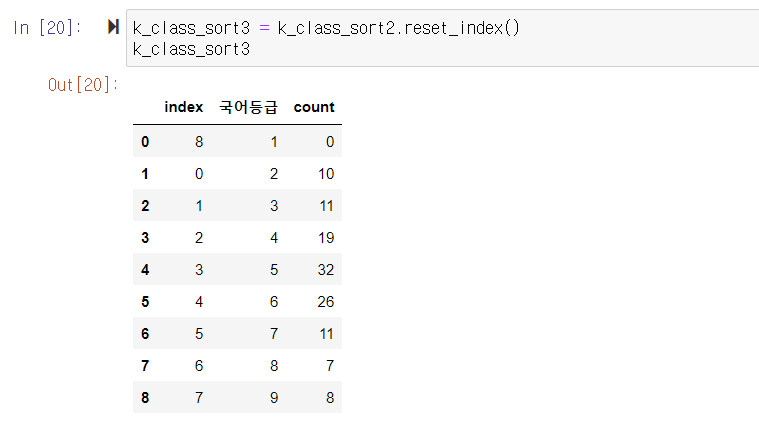 In [20]: k_class_sort3 = k_class_sort2.reset_index()
k_class_sort3
Out[20]:
index 국어등급 count
0 8 1 0
1 0 2 10
2 1 3 11
3 2 4 19
4 3 5 32
5 4 6 26
6 5 7 11
7 6 8 7
8 7 9 8